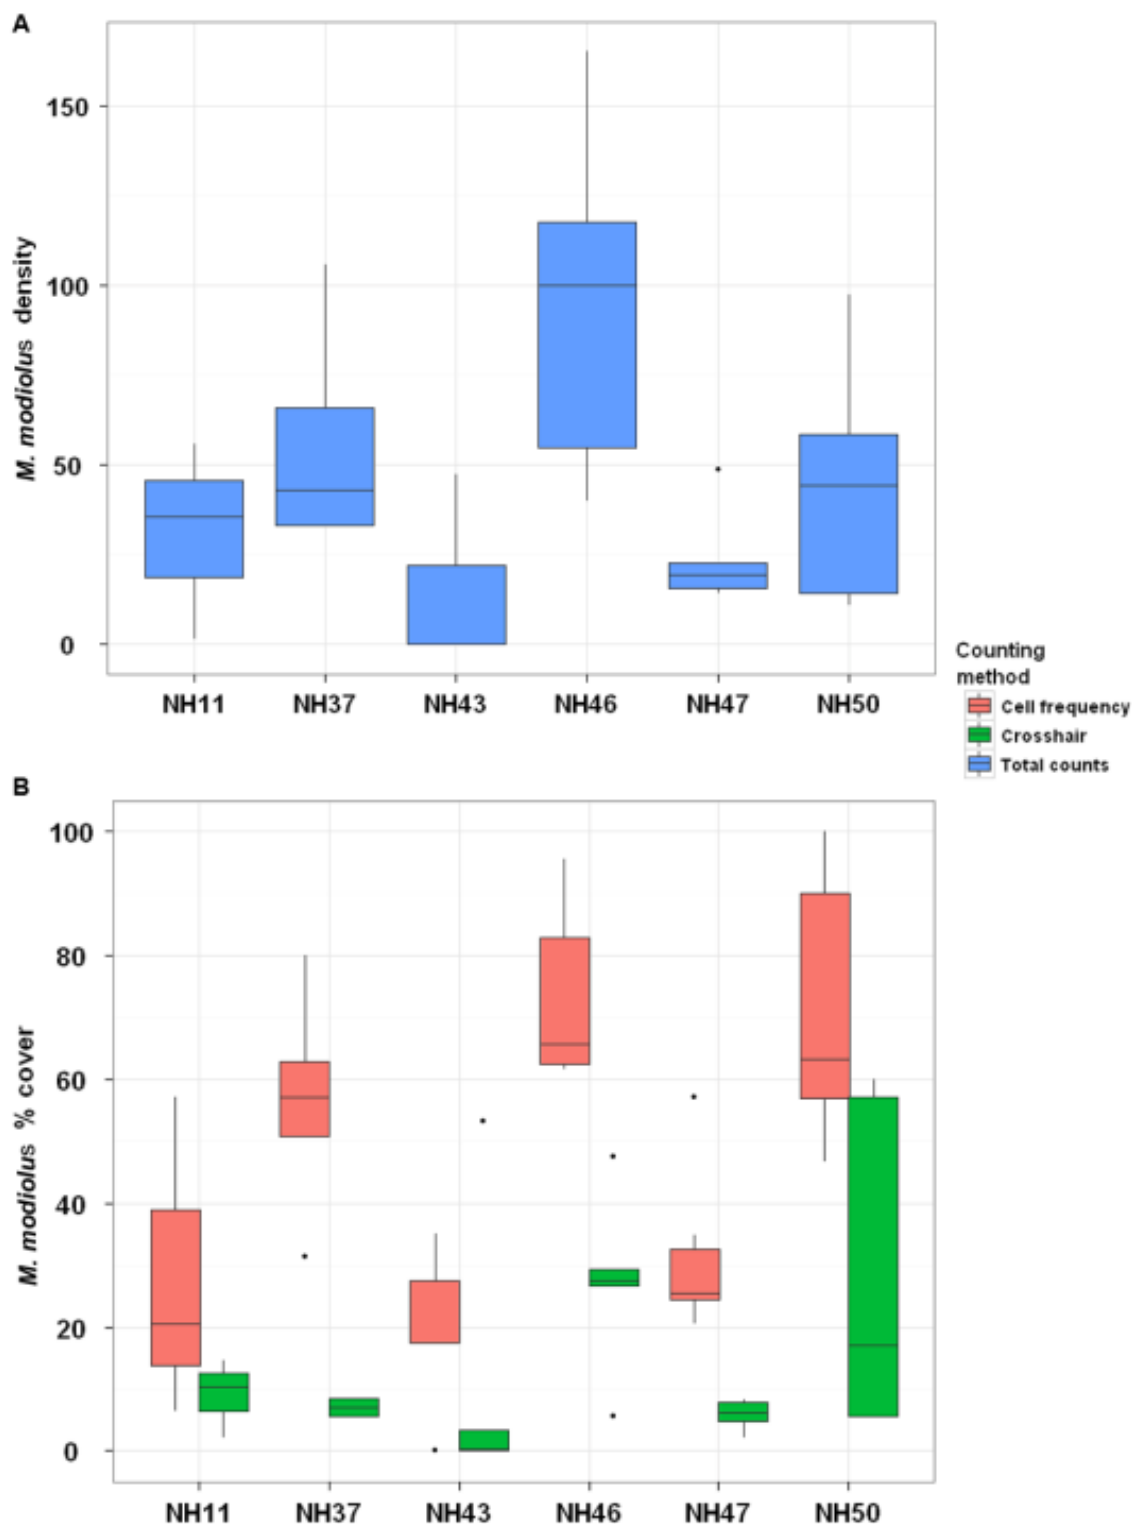 A
M. modiolus density
150
100
50
0
NH11 NH37 NH43 NH46 NH47 NH50
Counting
method
Cell frequency
Crosshair
Total counts
B
M. modiolus % cover
100
80
60
40
20
0
NH11 NH37 NH43 NH46 NH47 NH50